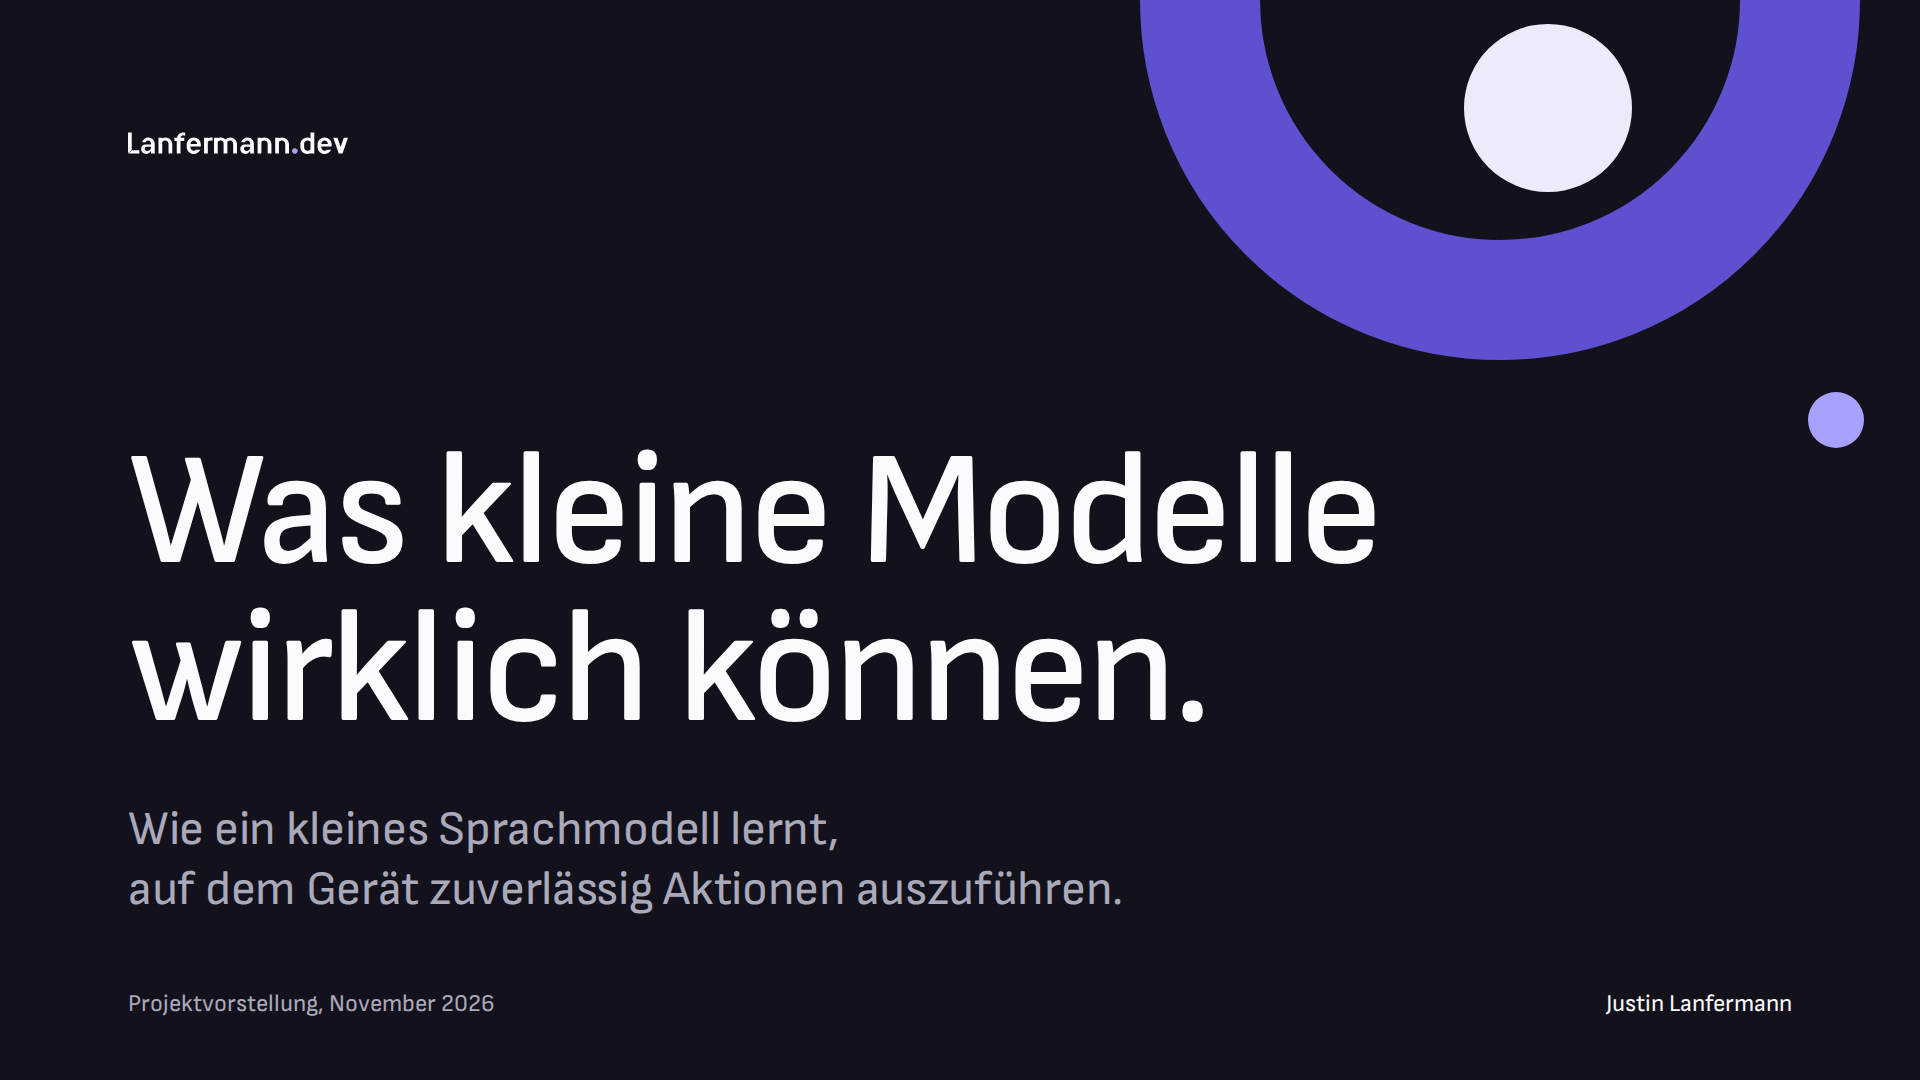 Lanfermann.dev
Was kleine Modelle
wirklich können.
Wie ein kleines Sprachmodell lernt,
auf dem Gerät zuverlässig Aktionen auszuführen.
Projektvorstellung, November 2026
Justin Lanfermann